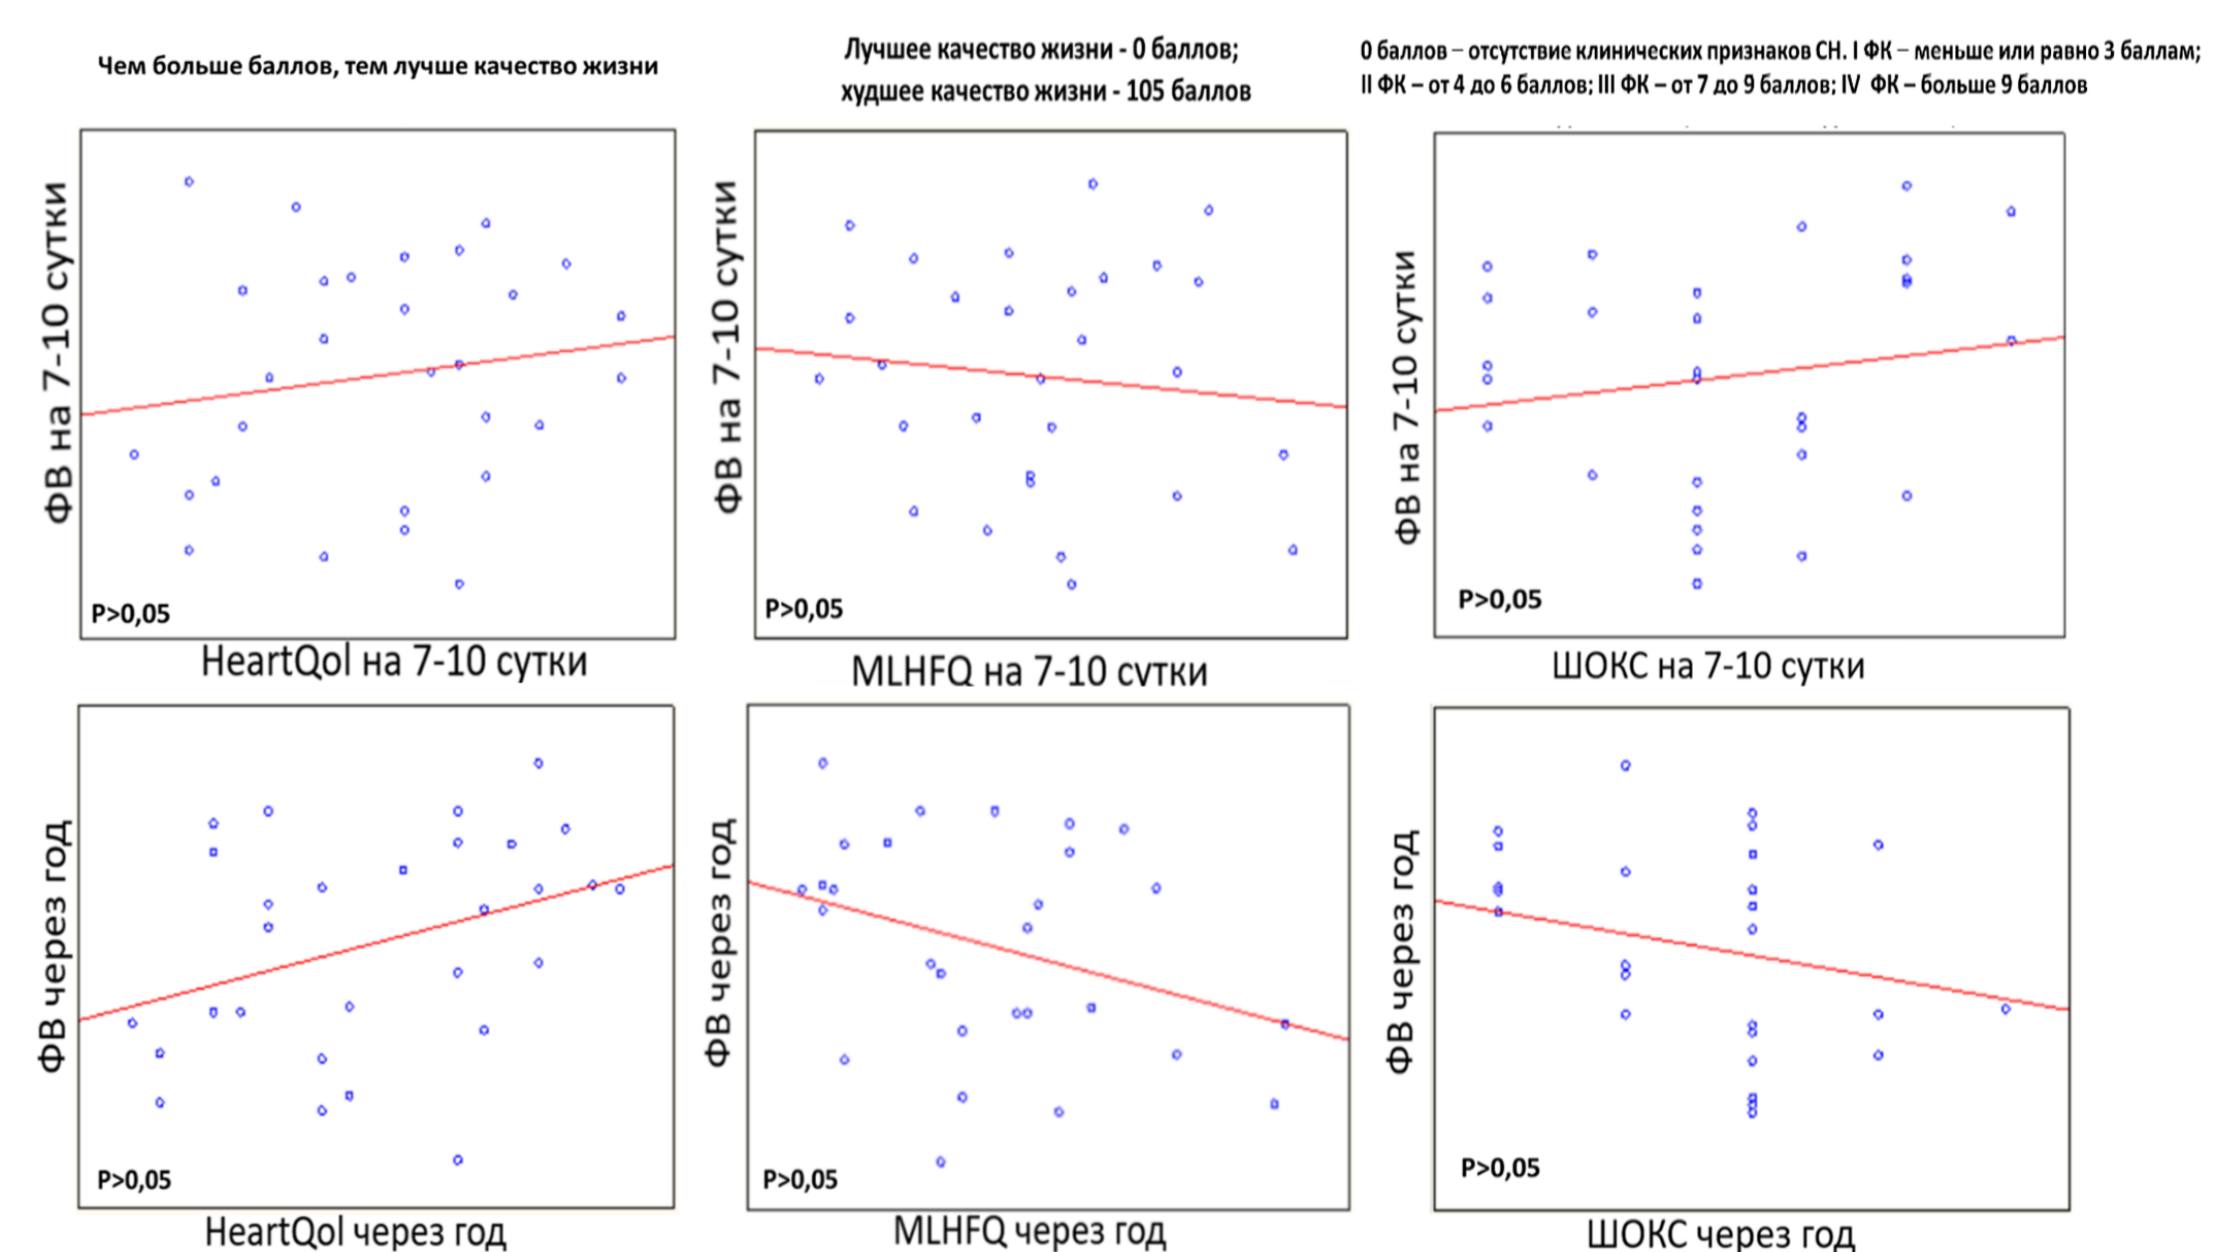 Чем больше баллов, тем лучше качество жизни
Лучшее качество жизни - 0 баллов;
худшее качество жизни - 105 баллов
0 баллов – отсутствие клинических признаков СН. I ФК – меньше или равно 3 баллам;
II ФК – от 4 до 6 баллов; III ФК – от 7 до 9 баллов; IV ФК – больше 9 баллов
ФВ на 7-10 сутки
P>0,05
HeartQol на 7-10 сутки
ФВ на 7-10 сутки
P>0,05
MLHFQ на 7-10 сутки
ФВ на 7-10 сутки
P>0,05
ШОКС на 7-10 сутки
ФВ через год
P>0,05
HeartQol через год
ФВ через год
P>0,05
MLHFQ через год
ФВ через год
P>0,05
ШОКС через год